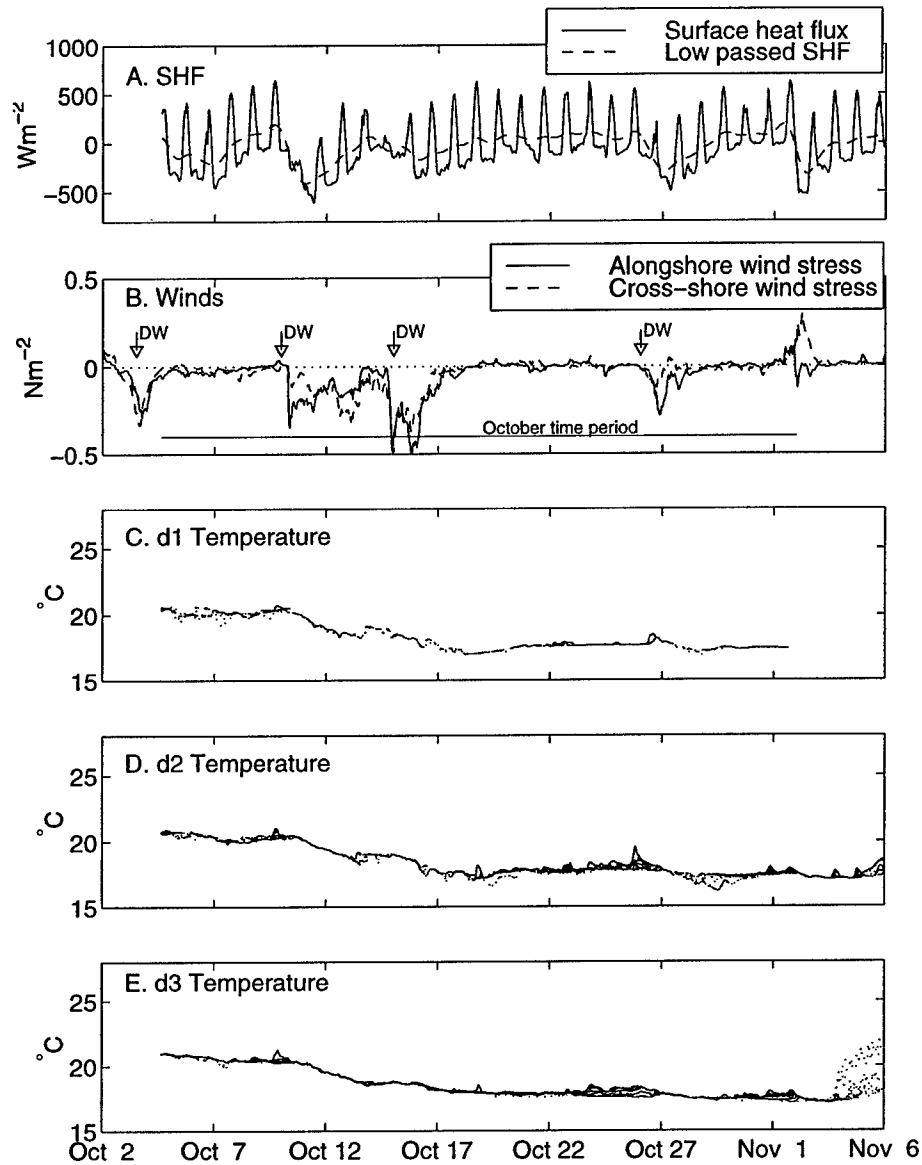 Surface heat flux
Low passed SHF
1000
A. SHF
500
0
−500
Wm−2
Alongshore wind stress
Cross−shore wind stress
0.5
B. Winds
DW
DW
DW
DW
0
Nm−2
October time period
−0.5
C. d1 Temperature
25
20
15
°C
D. d2 Temperature
25
20
15
°C
E. d3 Temperature
25
20
15
°C
Oct 2 Oct 7 Oct 12 Oct 17 Oct 22 Oct 27 Nov 1 Nov 6